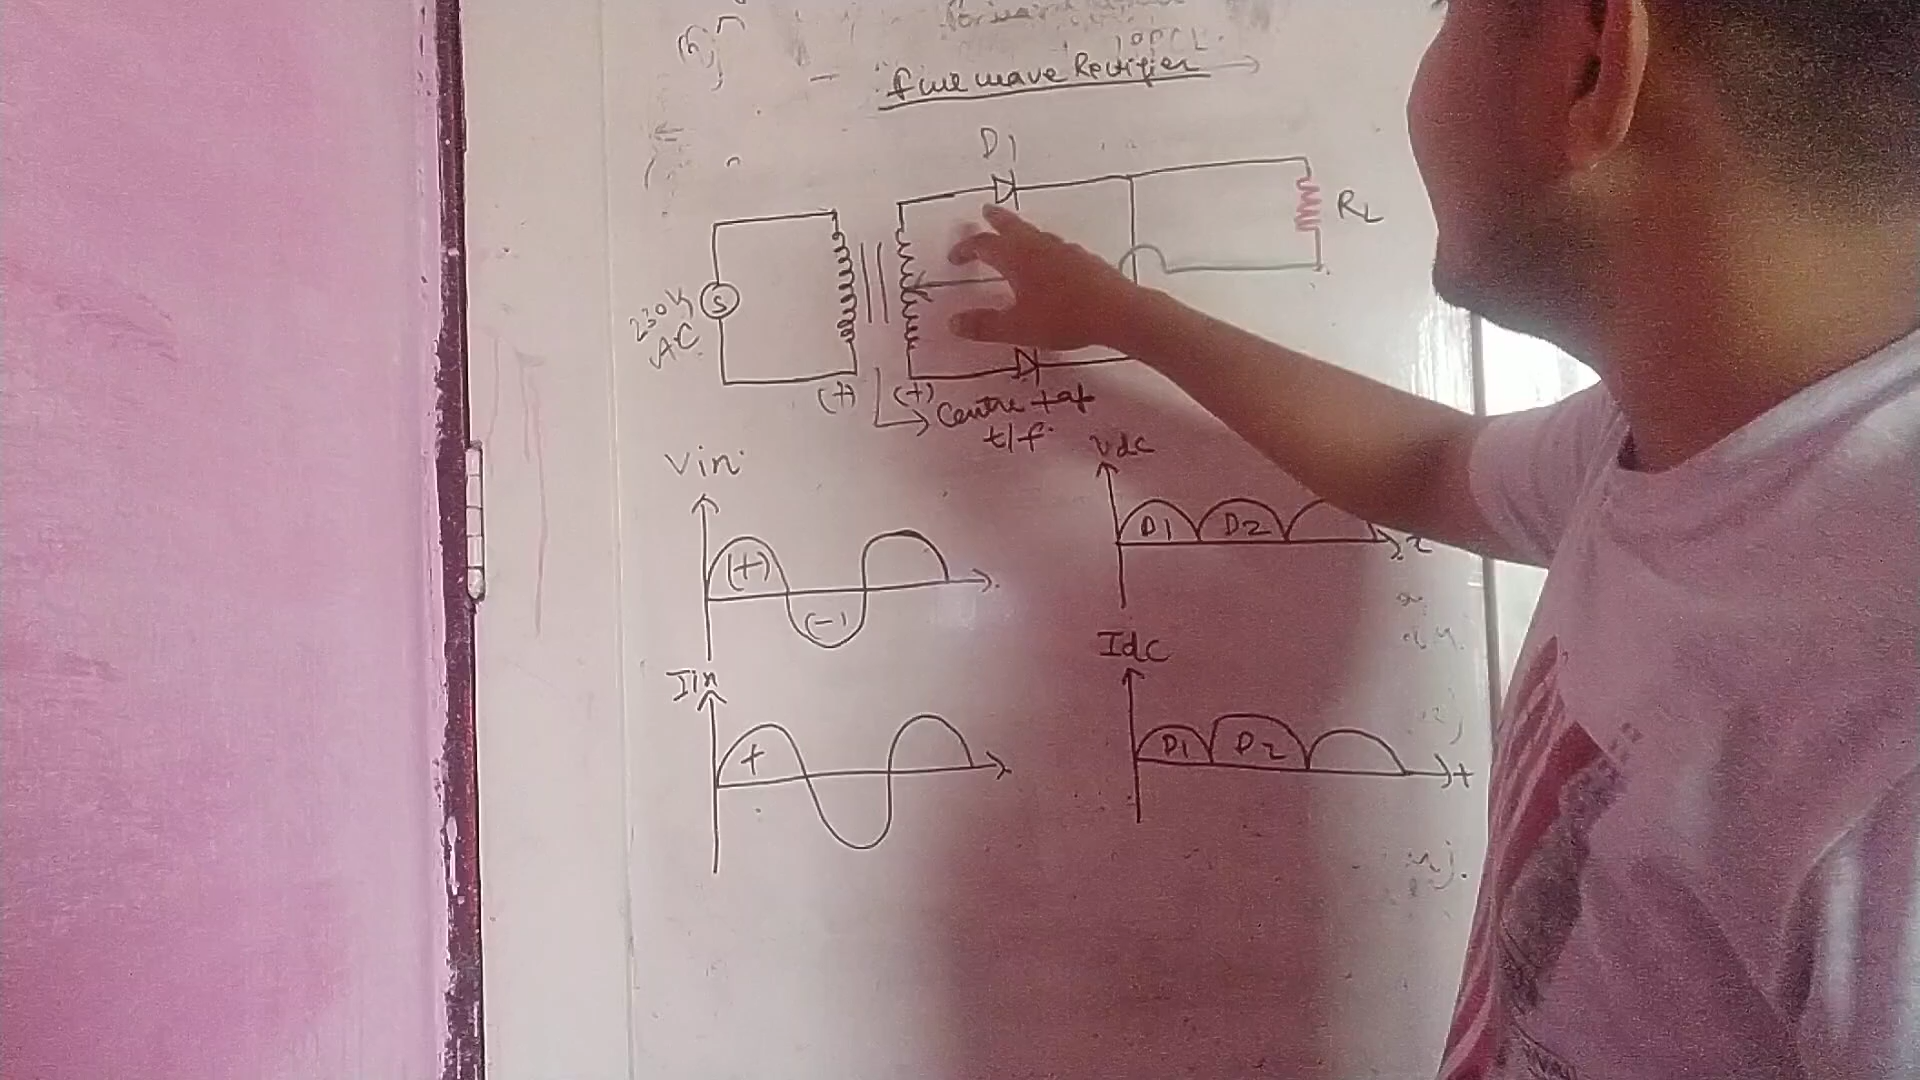 full wave Rectifier
D1
RL
230V
AC
S
(+) (+)
Centre tap
t/f
Vin
(+)
(-)
Vdc
D1 D2
Iin
+
Idc
D1 D2
t